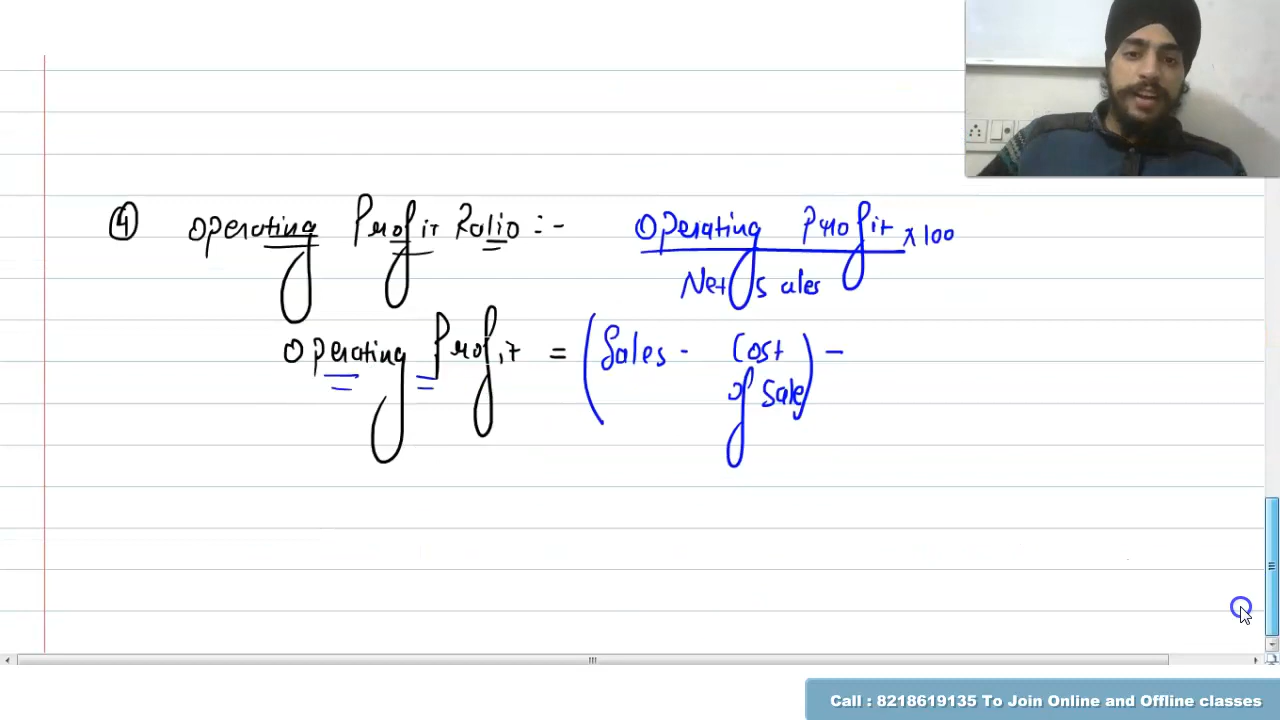 4 Operating Profit Ratio :- Operating Profit x100
Net Sales
Operating Profit = (Sales - Cost of Sale) -
Call : 8218619135 To Join Online and Offline classes